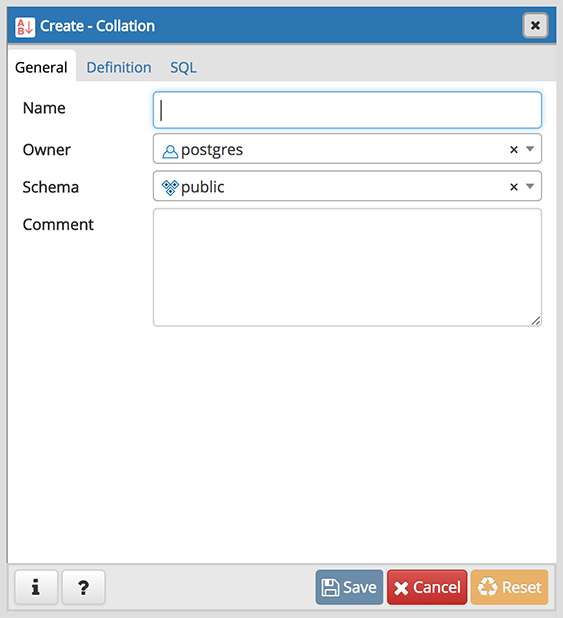 Create - Collation
General Definition SQL
Name
Owner postgres
Schema public
Comment
i ? Save Cancel Reset